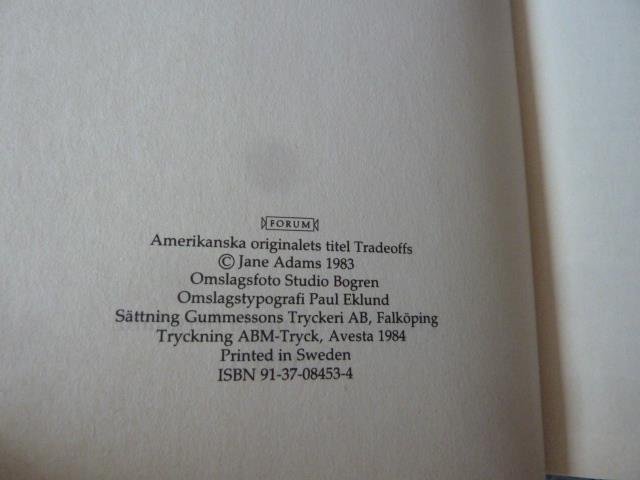 FORUM
Amerikanska originalets titel Tradeoffs
© Jane Adams 1983
Omslagsfoto Studio Bogren
Omslagstypografi Paul Eklund
Sättning Gummessons Tryckeri AB, Falköping
Tryckning ABM-Tryck, Avesta 1984
Printed in Sweden
ISBN 91-37-08453-4